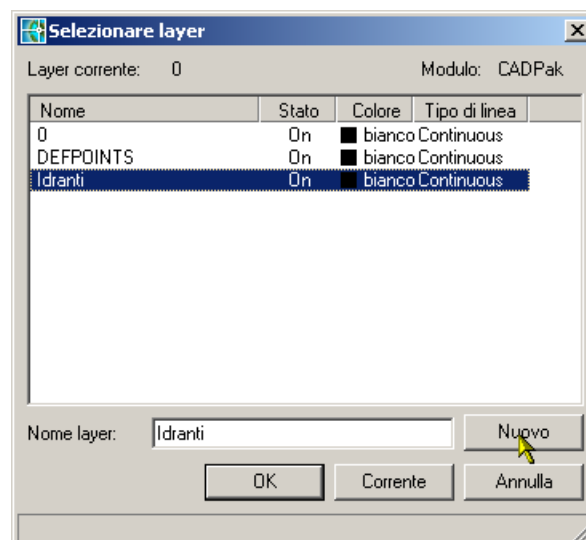 Selezionare layer
Layer corrente: 0 Modulo: CADPak
Nome Stato Colore Tipo di linea
0 On bianco Continuous
DEFPOINTS On bianco Continuous
Idranti On bianco Continuous
Nome layer: Idranti Nuovo
OK Corrente Annulla